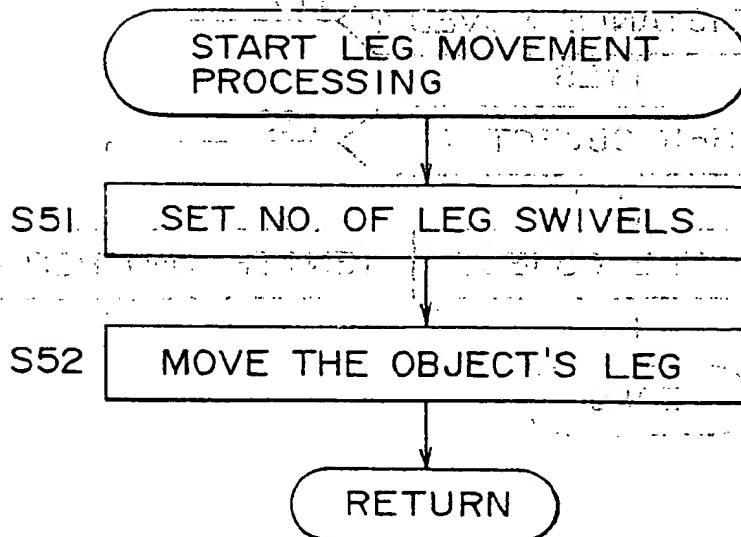 START LEG MOVEMENT
PROCESSING
S51 SET NO. OF LEG SWIVELS
S52 MOVE THE OBJECT'S LEG
RETURN